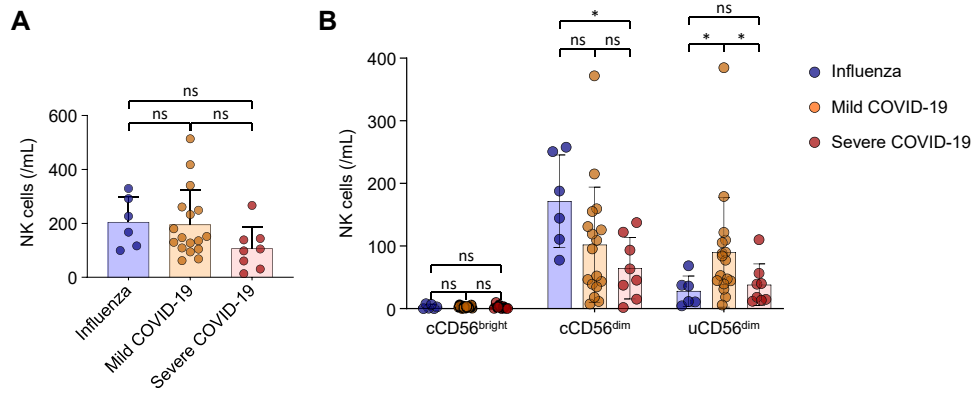 A
NK cells (/mL)
600
400
200
0
ns
ns
ns
Influenza
Mild COVID-19
Severe COVID-19
B
NK cells (/mL)
400
300
200
100
0
ns
ns
ns
*
ns
ns
ns
*
*
cCD56bright
cCD56dim
uCD56dim
Influenza
Mild COVID-19
Severe COVID-19